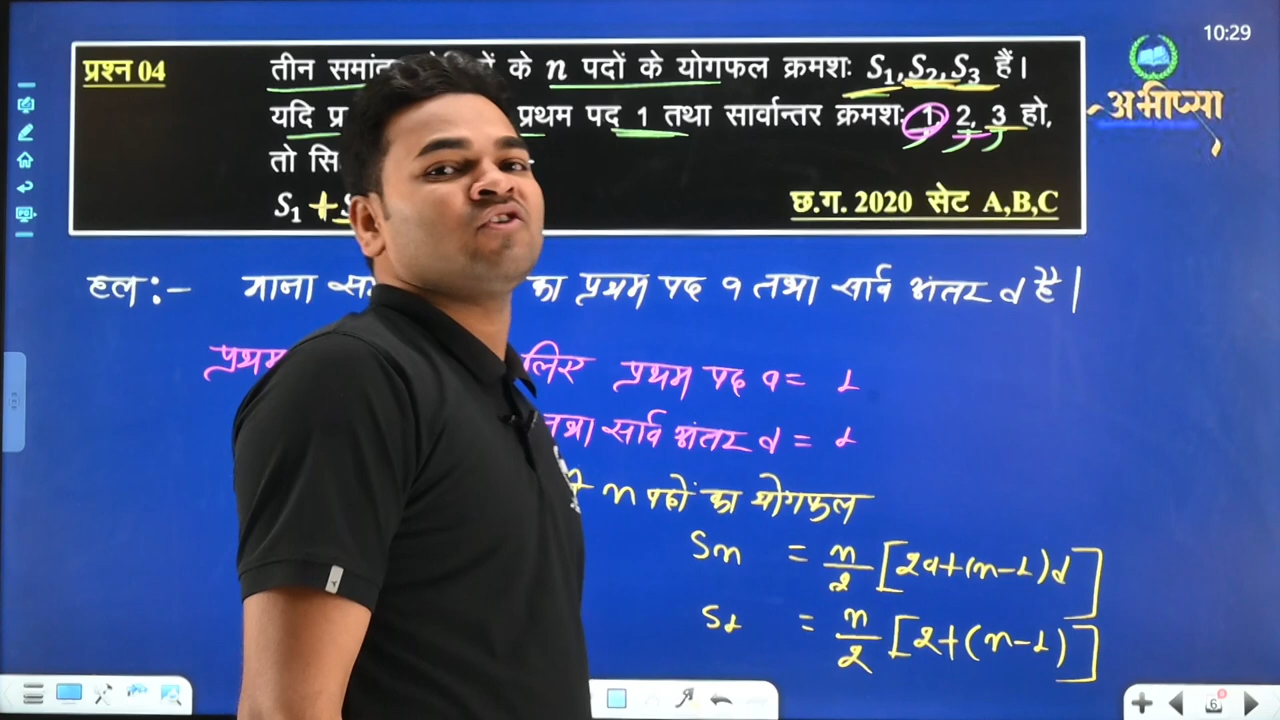 10:29
प्रश्न 04
तीन के n पदों के योगफल क्रमशः S₁,S₂,S₃ हैं।
यदि प्रथम पद 1 तथा सार्वान्तर क्रमशः 1, 2, 3 हो,
तो
S₁ +
छ.ग. 2020 सेट A,B,C
अभीप्सा
हल:- माना का प्रथम पद a तथा सार्व अंतर d है|
प्रथम लिए प्रथम पद a = 1
तथा सार्व अंतर d = 1
n पदों का योगफल
Sn = n/2 [2a+(n-1)d]
S1 = n/2 [2+(n-1)]
6